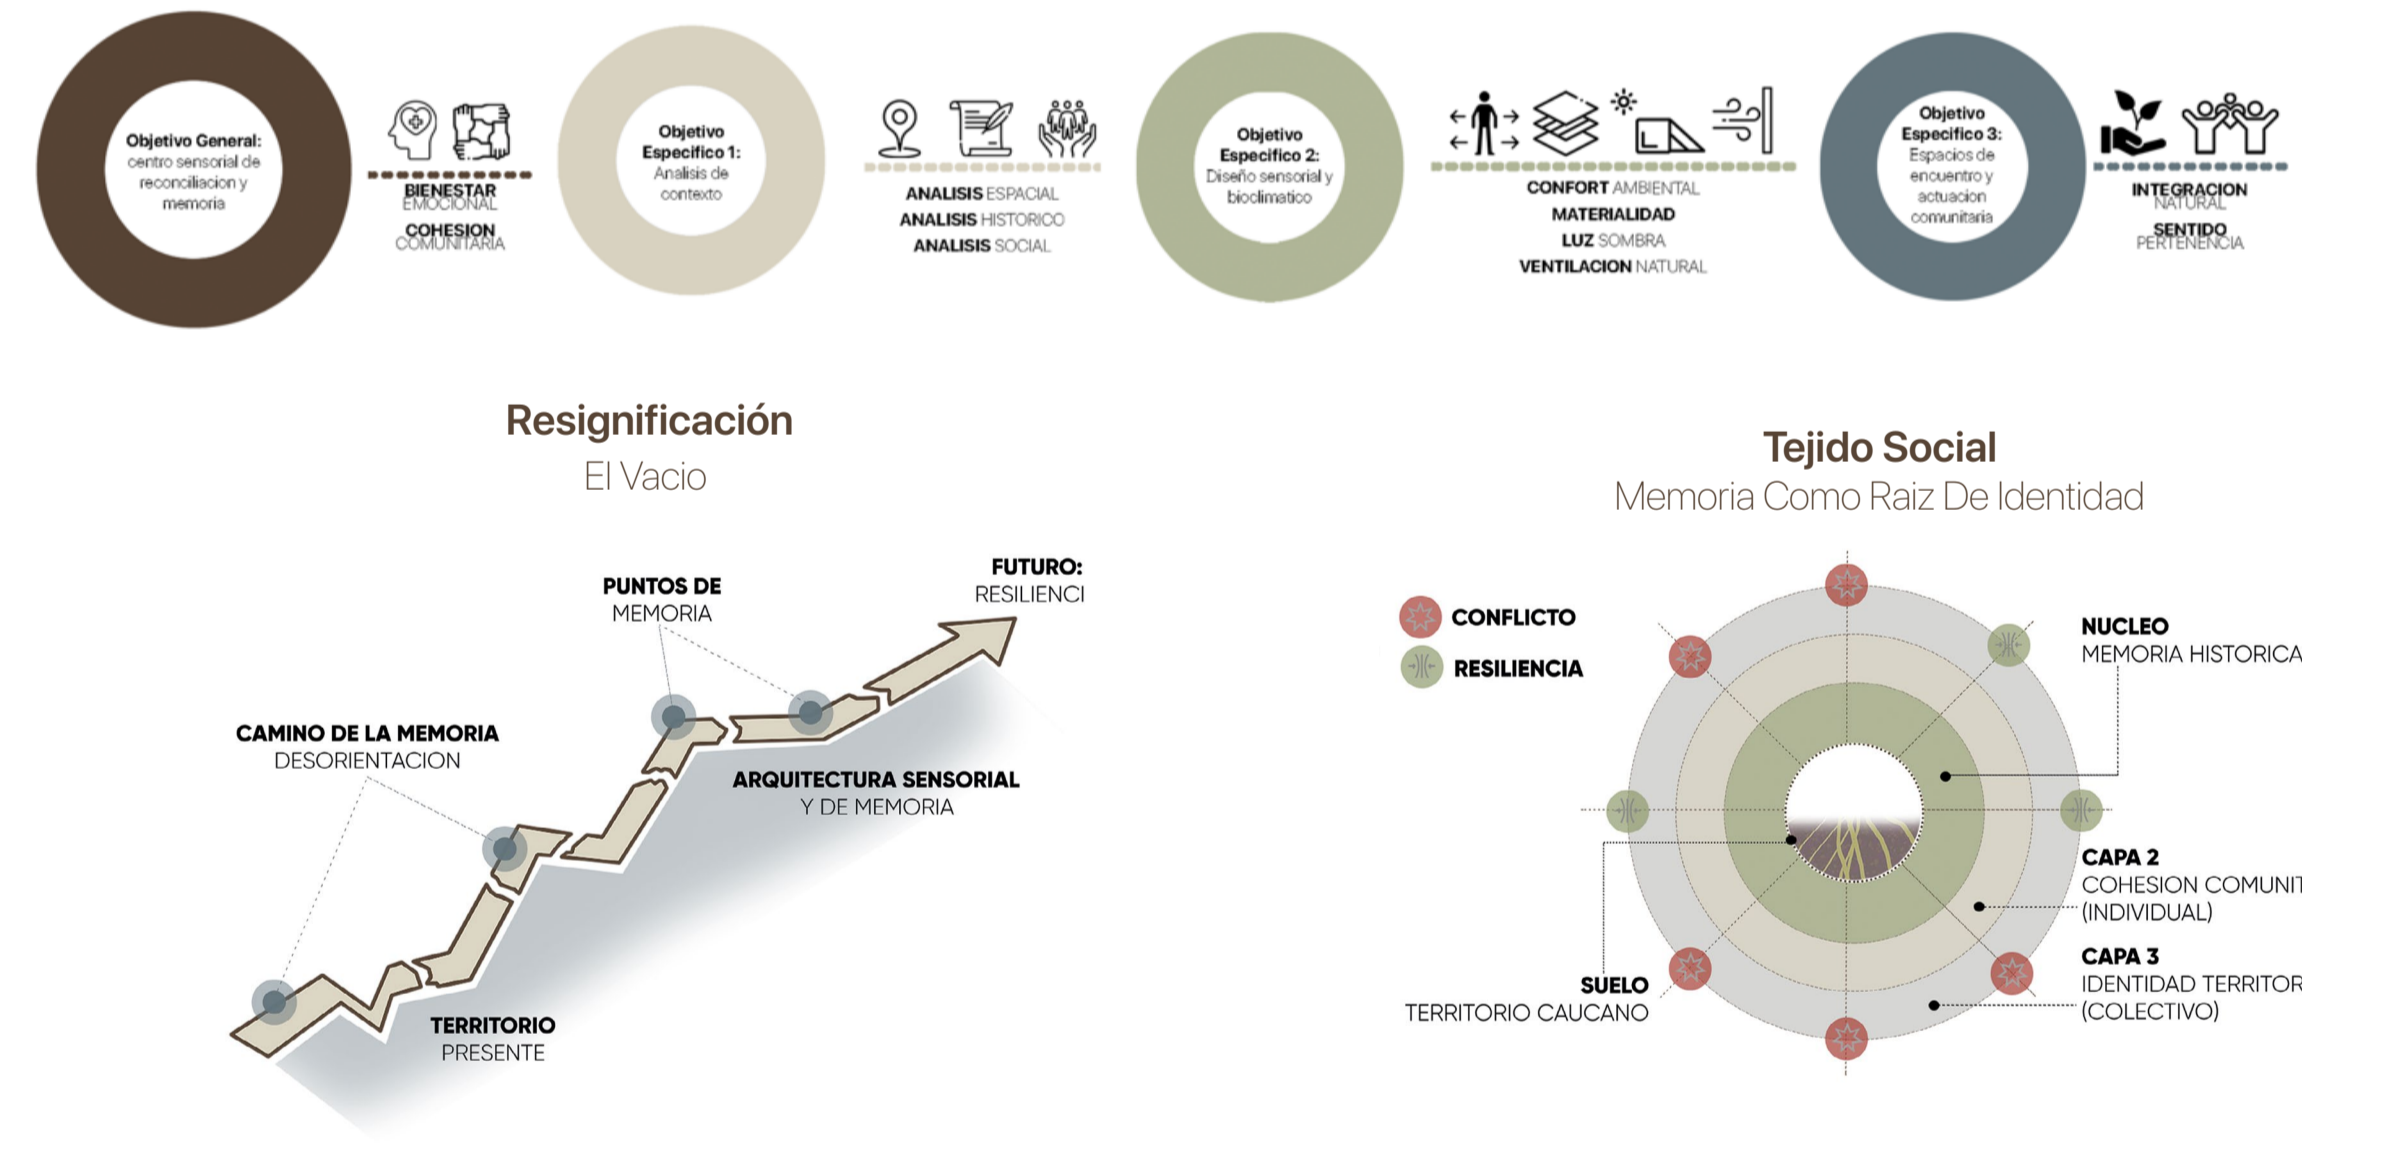 Objetivo General:
centro sensorial de
reconciliacion y
memoria
BIENESTAR
EMOCIONAL
COHESION
COMUNITARIA
Objetivo
Especifico 1:
Analisis de
contexto
ANALISIS ESPACIAL
ANALISIS HISTORICO
ANALISIS SOCIAL
Objetivo
Especifico 2:
Diseño sensorial y
bioclimatico
CONFORT AMBIENTAL
MATERIALIDAD
LUZ SOMBRA
VENTILACION NATURAL
Objetivo
Especifico 3:
Espacios de
encuentro y
actuacion
comunitaria
INTEGRACION
NATURAL
SENTIDO
PERTENENCIA
Resignificación
El Vacio
FUTURO:
RESILIENCI
PUNTOS DE
MEMORIA
CAMINO DE LA MEMORIA
DESORIENTACION
ARQUITECTURA SENSORIAL
Y DE MEMORIA
TERRITORIO
PRESENTE
Tejido Social
Memoria Como Raiz De Identidad
CONFLICTO
RESILIENCIA
NUCLEO
MEMORIA HISTORICA
CAPA 2
COHESION COMUNIT
(INDIVIDUAL)
CAPA 3
IDENTIDAD TERRITOR
(COLECTIVO)
SUELO
TERRITORIO CAUCANO